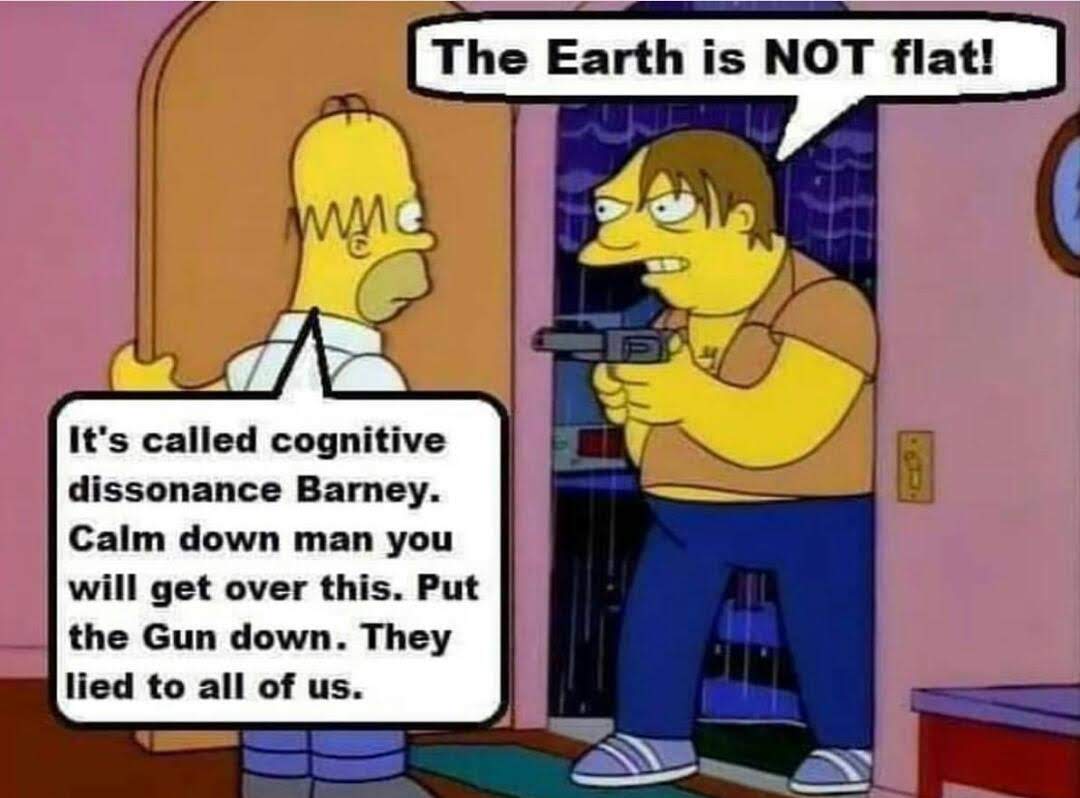 The Earth is NOT flat!
It's called cognitive
dissonance Barney.
Calm down man you
will get over this. Put
the Gun down. They
lied to all of us.